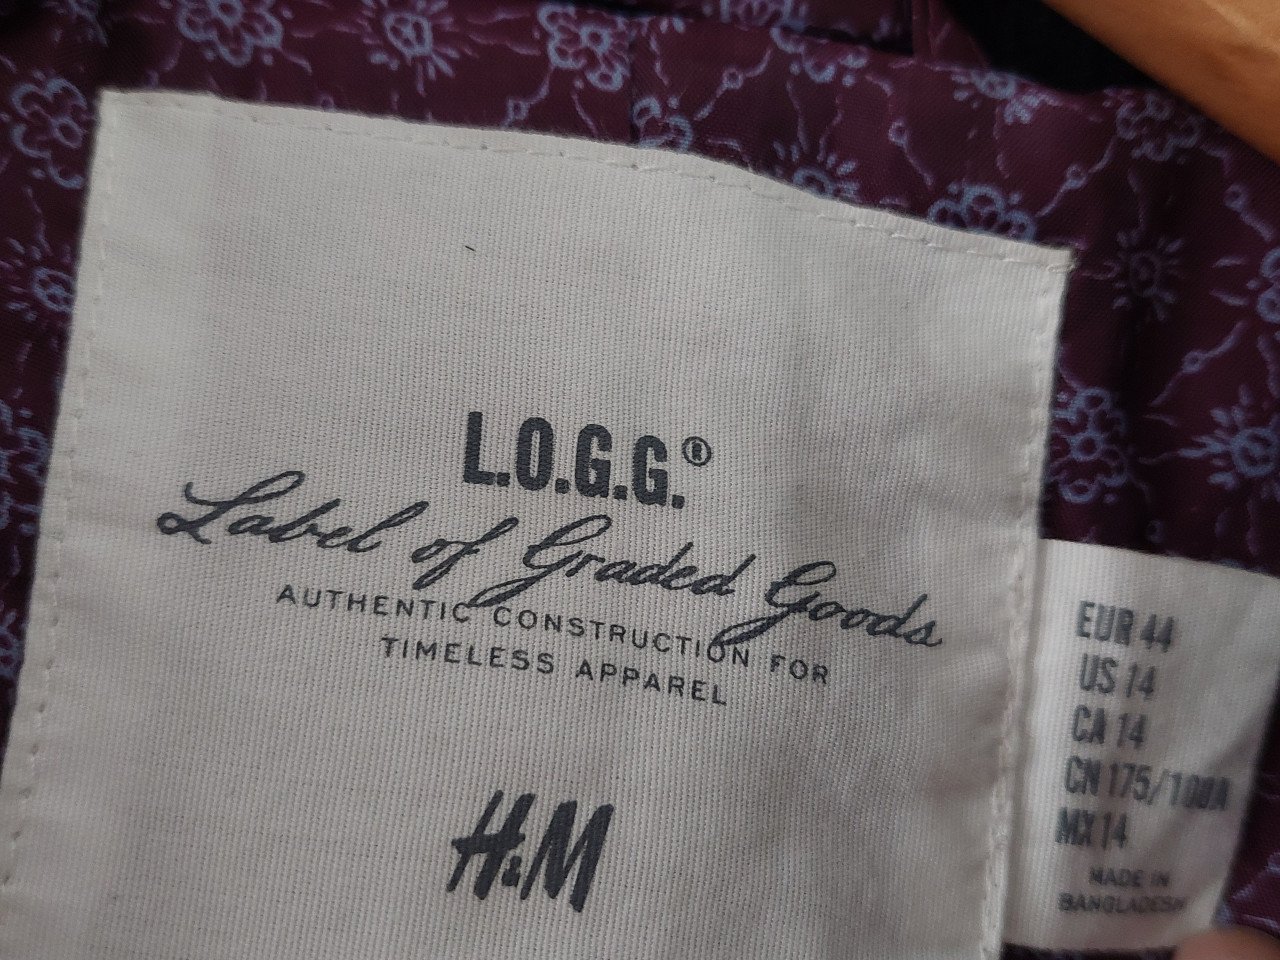 L.O.G.G.®
Label of Graded Goods
AUTHENTIC CONSTRUCTION FOR
TIMELESS APPAREL
H&M
EUR 44
US 14
CA 14
CN 175/100A
MX 14
MADE IN
BANGLADESH